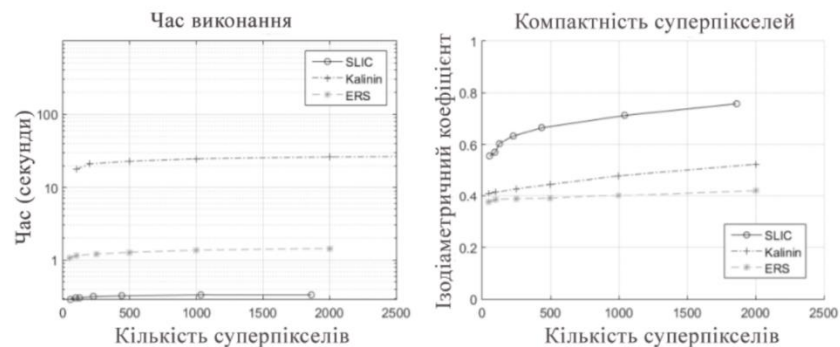 Час виконання
Час (секунди)
100
10
1
SLIC
Kalinin
ERS
0 500 1000 1500 2000 2500
Кількість суперпікселів
Компактність суперпікселей
Ізодіаметричний коефіцієнт
1
0.8
0.6
0.4
0.2
0
SLIC
Kalinin
ERS
0 500 1000 1500 2000 2500
Кількість суперпікселів